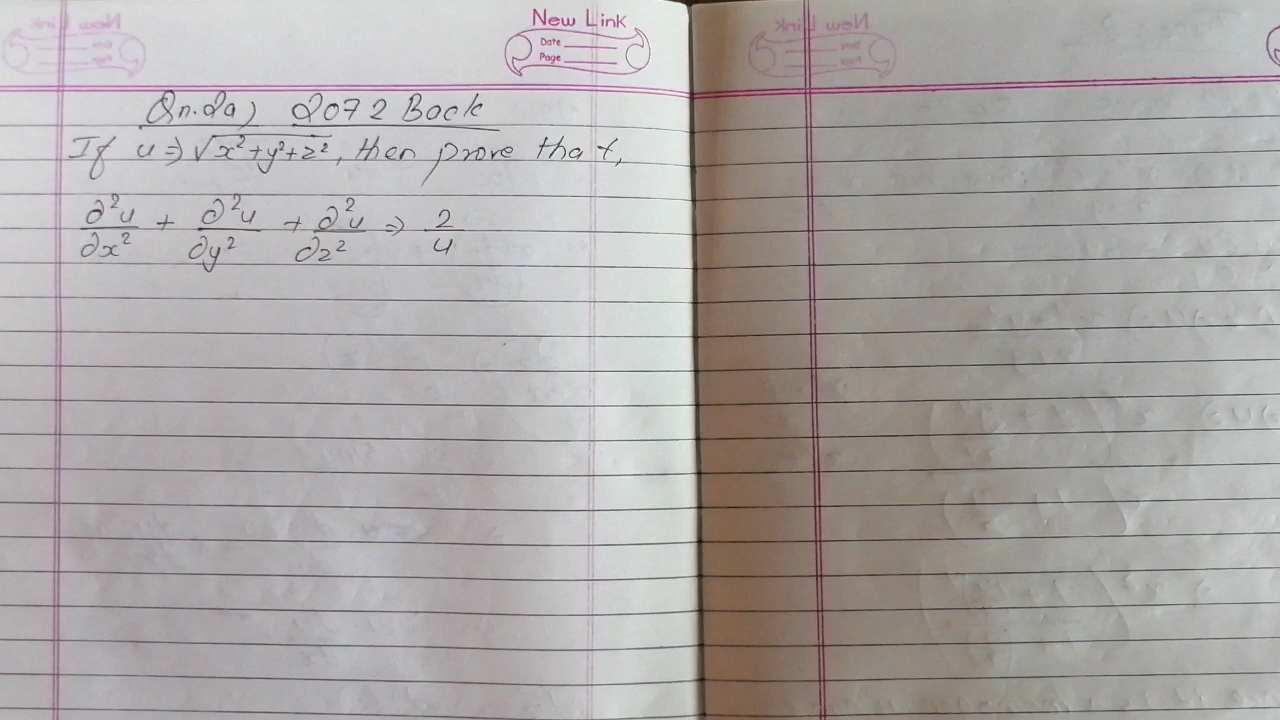 New Link
Date
Page
Qn.2a) 2072 Back
If u ⇒ √x²+y²+z², then prove that,
∂²u/∂x² + ∂²u/∂y² + ∂²u/∂z² ⇒ 2/u